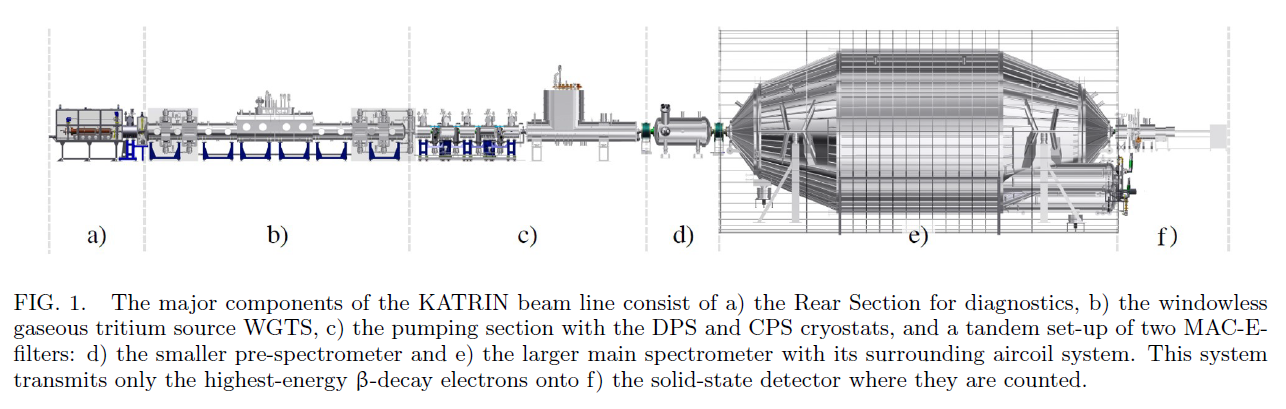 a)
b)
c)
d)
e)
f)
FIG. 1. The major components of the KATRIN beam line consist of a) the Rear Section for diagnostics, b) the windowless
gaseous tritium source WGTS, c) the pumping section with the DPS and CPS cryostats, and a tandem set-up of two MAC-E-
filters: d) the smaller pre-spectrometer and e) the larger main spectrometer with its surrounding aircoil system. This system
transmits only the highest-energy β-decay electrons onto f) the solid-state detector where they are counted.